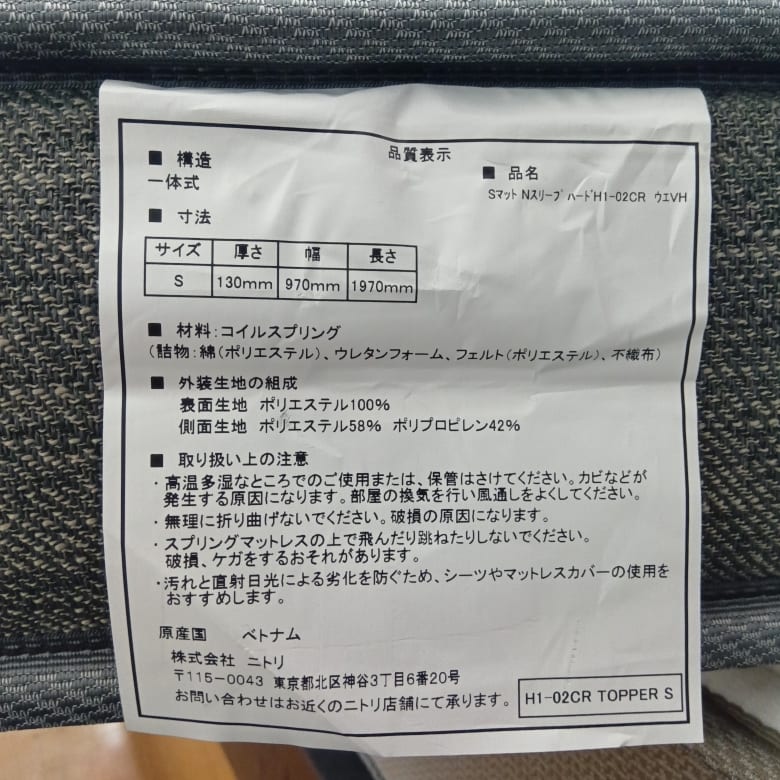 品質表示
■ 構造
一体式
■ 品名
Sマット Nスリープハードﾞ H1-02CR ウエVH
■ 寸法
サイズ 厚さ 幅 長さ
S 130mm 970mm 1970mm
■ 材料：コイルスプリング
（詰物：綿（ポリエステル）、ウレタンフォーム、フェルト（ポリエステル）、不織布）
■ 外装生地の組成
表面生地 ポリエステル100%
側面生地 ポリエステル58% ポリプロピレン42%
■ 取り扱い上の注意
・高温多湿なところでのご使用または、保管はさけてください。カビなどが
発生する原因になります。部屋の換気を行い風通しをよくしてください。
・無理に折り曲げないでください。破損の原因になります。
・スプリングマットレスの上で飛んだり跳ねたりしないでください。
破損、ケガをするおそれがあります。
・汚れと直射日光による劣化を防ぐため、シーツやマットレスカバーの使用を
おすすめします。
原産国 ベトナム
株式会社 ニトリ
〒115-0043 東京都北区神谷3丁目6番20号
お問い合わせはお近くのニトリ店舗にて承ります。
H1-02CR TOPPER S